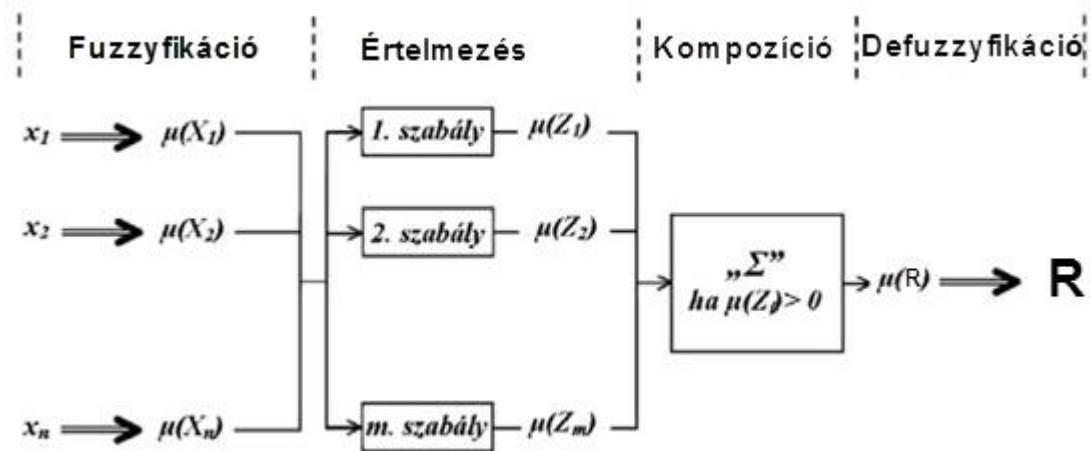 Fuzzyfikáció Értelmezés Kompozíció Defuzzyfikáció
x₁ μ(X₁) 1. szabály μ(Z₁)
x₂ μ(X₂) 2. szabály μ(Z₂)
„Σ”
ha μ(Zᵢ)> 0 μ(R) R
xₙ μ(Xₙ) m. szabály μ(Zₘ)